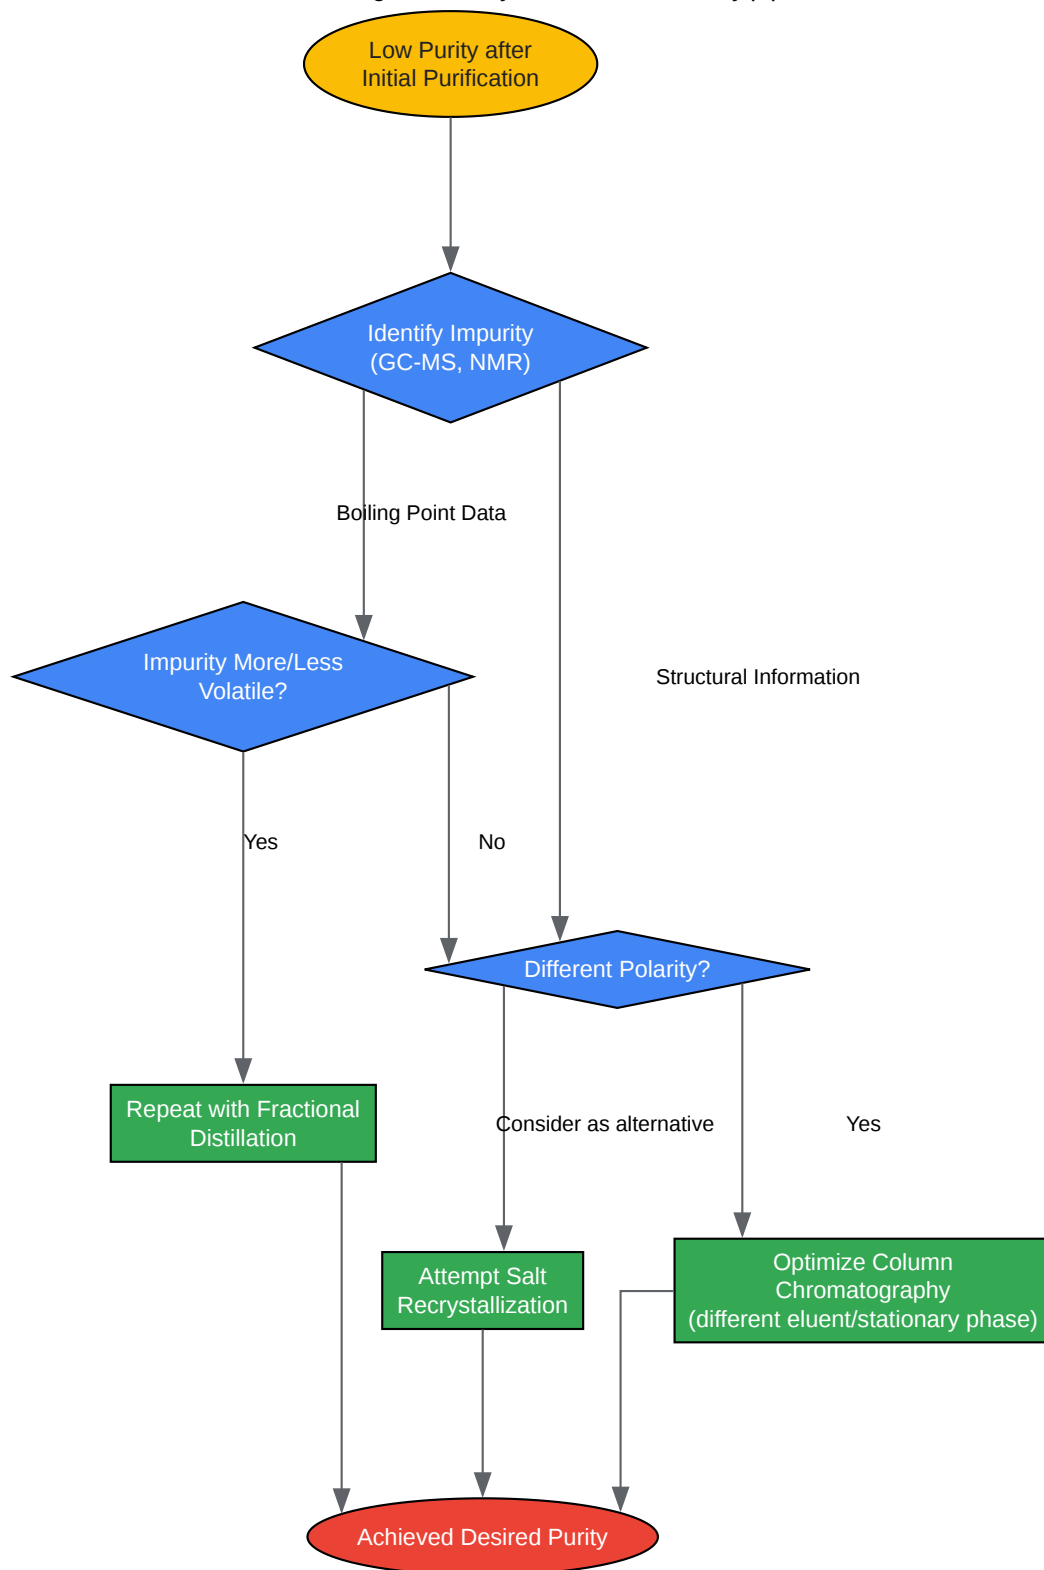 Low Purity after
Initial Purification
Identify Impurity
(GC-MS, NMR)
Boiling Point Data
Impurity More/Less
Volatile?
Structural Information
Yes
No
Different Polarity?
Repeat with Fractional
Distillation
Consider as alternative
Yes
Attempt Salt
Recrystallization
Optimize Column
Chromatography
(different eluent/stationary phase)
Achieved Desired Purity